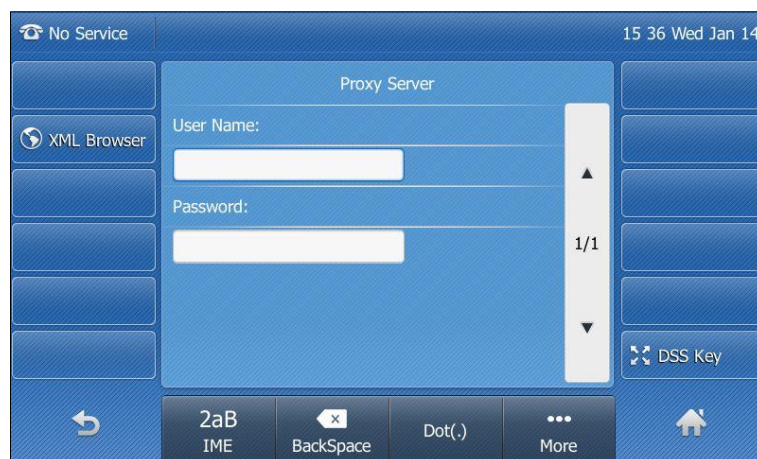 No Service
15 36 Wed Jan 14
Proxy Server
XML Browser
User Name:
Password:
1/1
DSS Key
2aB
IME
BackSpace
Dot(.)
More